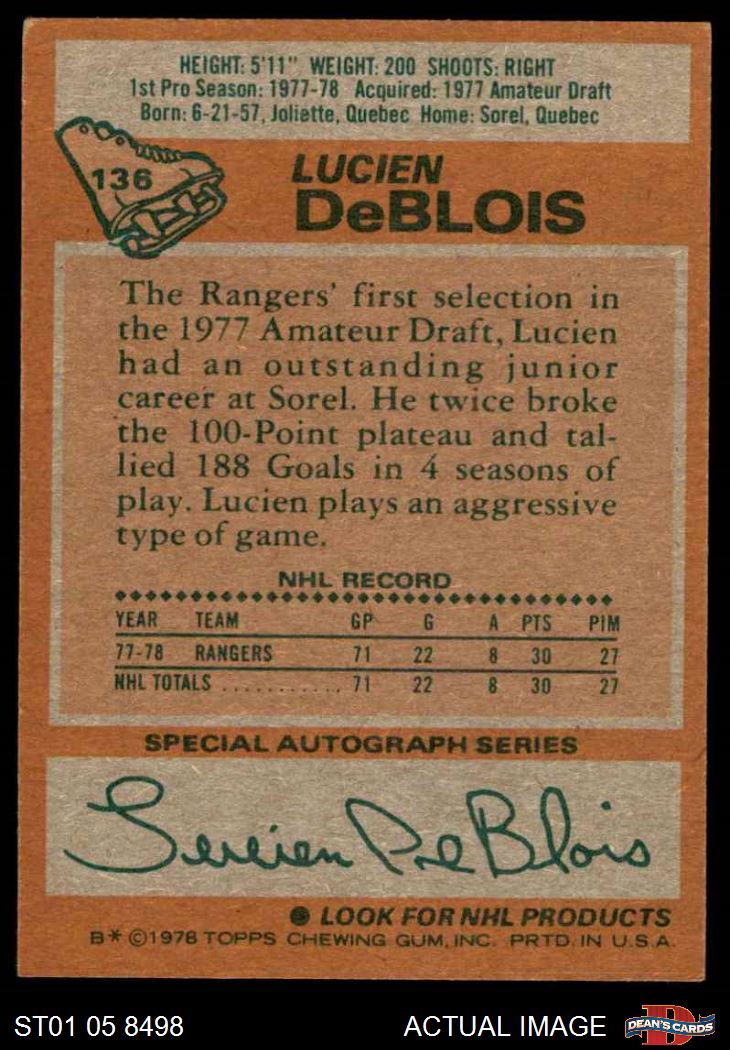 HEIGHT: 5'11" WEIGHT: 200 SHOOTS: RIGHT
1st Pro Season: 1977-78 Acquired: 1977 Amateur Draft
Born: 6-21-57, Joliette, Quebec Home: Sorel, Quebec
136
LUCIEN
DeBLOIS
The Rangers' first selection in
the 1977 Amateur Draft, Lucien
had an outstanding junior
career at Sorel. He twice broke
the 100-Point plateau and tal-
lied 188 Goals in 4 seasons of
play. Lucien plays an aggressive
type of game.
NHL RECORD
YEAR TEAM GP G A PTS PIM
77-78 RANGERS 71 22 8 30 27
NHL TOTALS ........... 71 22 8 30 27
SPECIAL AUTOGRAPH SERIES
Lucien DeBlois
● LOOK FOR NHL PRODUCTS
B* ©1978 TOPPS CHEWING GUM, INC. PRTD. IN U.S.A.
ST01 05 8498 ACTUAL IMAGE
D
DEAN'S CARDS